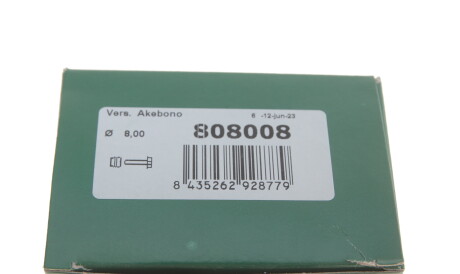 Vers. Akebono
6 -12-jun-23
Ø 8,00
808008
8 435262 928779